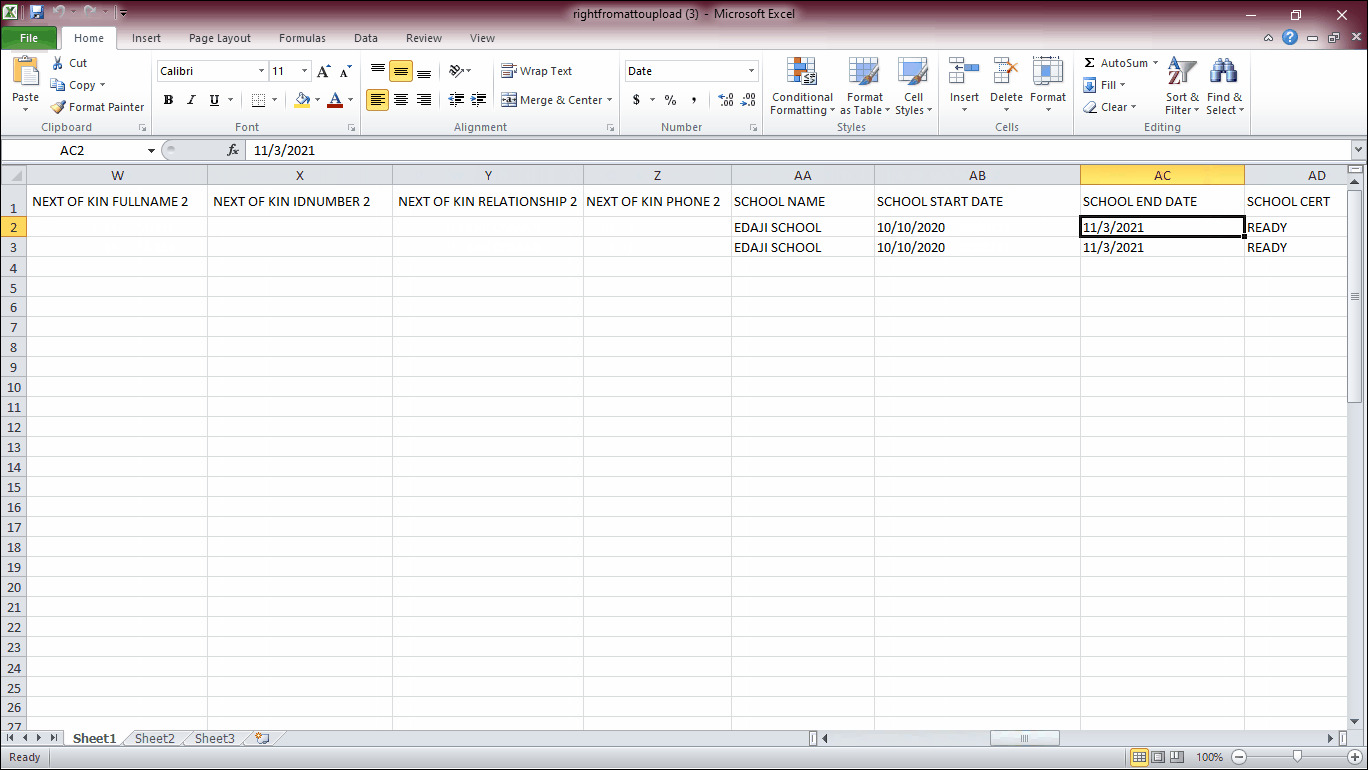 rightfromattoupload (3) - Microsoft Excel
File Home Insert Page Layout Formulas Data Review View
Paste
Cut
Copy
Format Painter
Clipboard
Calibri 11
B I U
Font
Wrap Text
Merge & Center
Alignment
Date
$ % ,
Number
Conditional Formatting
Format as Table
Cell Styles
Styles
Insert Delete Format
Cells
Σ AutoSum
Fill
Clear
Sort & Filter
Find & Select
Editing
AC2 fx 11/3/2021
W X Y Z AA AB AC AD
1 NEXT OF KIN FULLNAME 2 NEXT OF KIN IDNUMBER 2 NEXT OF KIN RELATIONSHIP 2 NEXT OF KIN PHONE 2 SCHOOL NAME SCHOOL START DATE SCHOOL END DATE SCHOOL CERT
2 EDAJI SCHOOL 10/10/2020 11/3/2021 READY
3 EDAJI SCHOOL 10/10/2020 11/3/2021 READY
4
5
6
7
8
9
10
11
12
13
14
15
16
17
18
19
20
21
22
23
24
25
26
27
Sheet1 Sheet2 Sheet3
Ready 100%